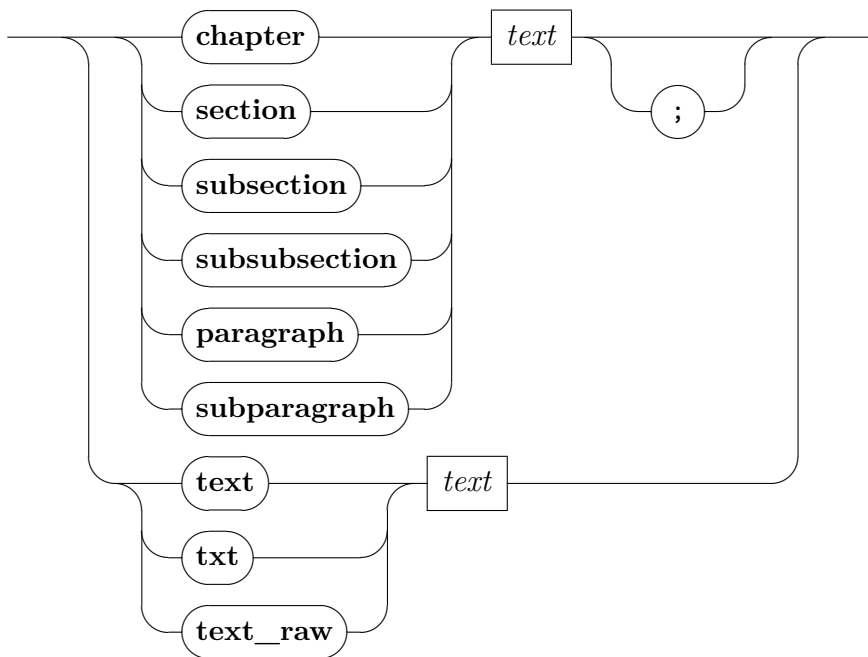 chapter text
section ;
subsection
subsubsection
paragraph
subparagraph
text text
txt
text_raw